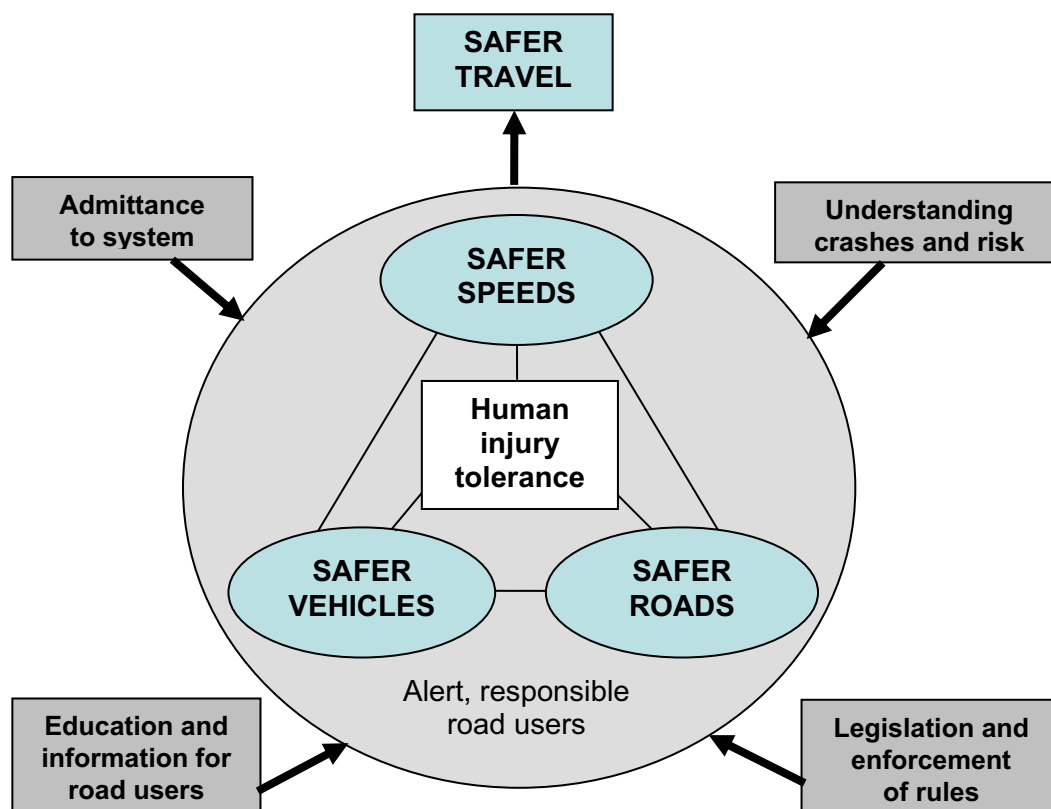 SAFER
TRAVEL
Admittance
to system
Understanding
crashes and risk
SAFER
SPEEDS
Human
injury
tolerance
SAFER
VEHICLES
SAFER
ROADS
Alert, responsible
road users
Education and
information for
road users
Legislation and
enforcement
of rules